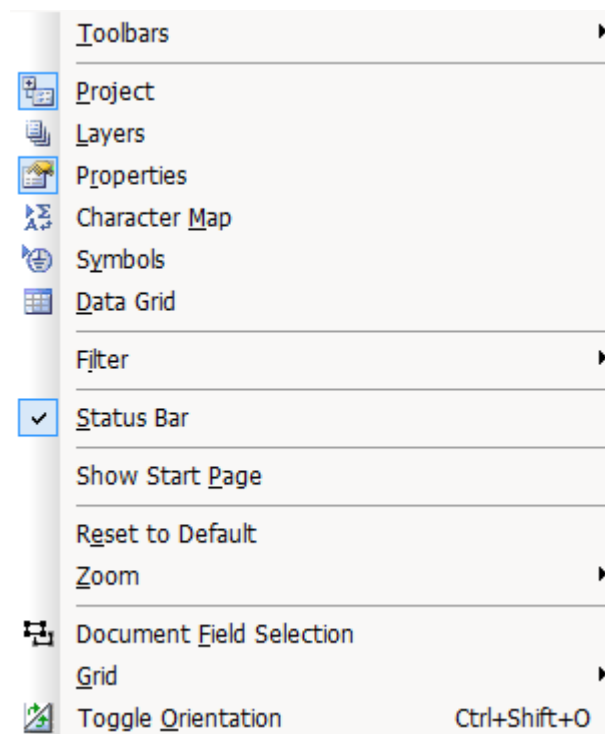 Toolbars
Project
Layers
Properties
Character Map
Symbols
Data Grid
Filter
Status Bar
Show Start Page
Reset to Default
Zoom
Document Field Selection
Grid
Toggle Orientation Ctrl+Shift+O